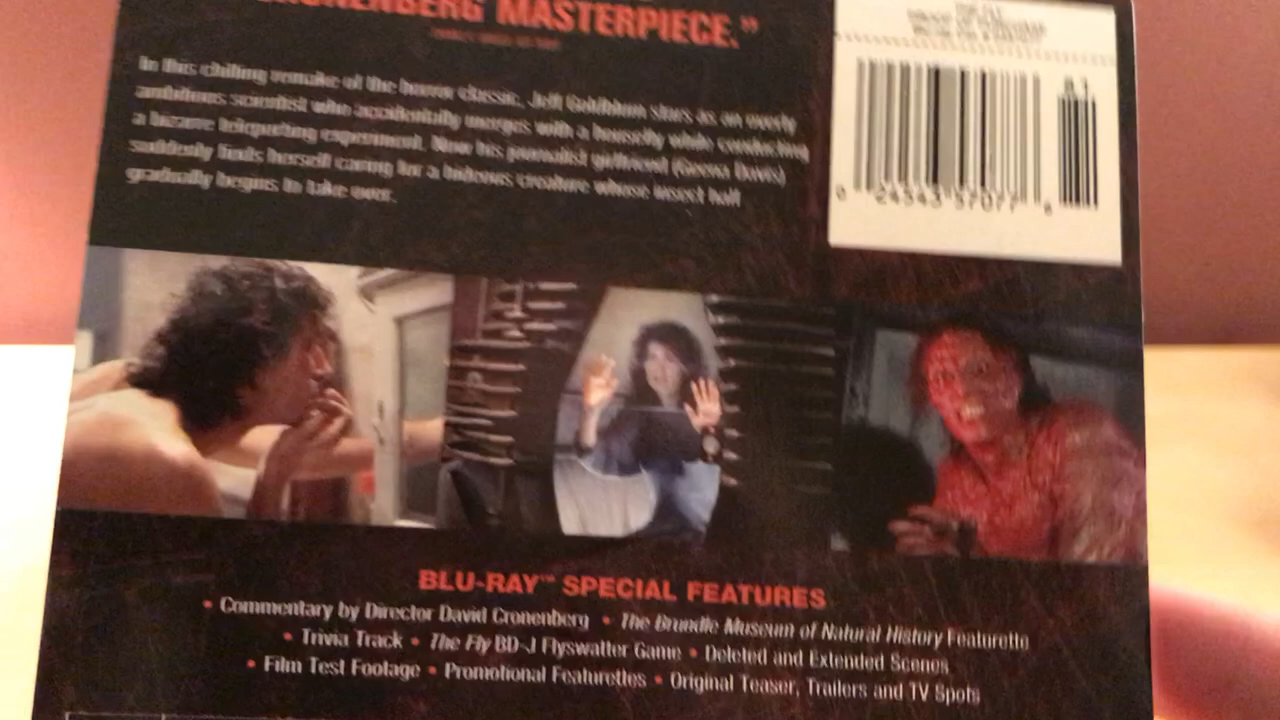 CRONENBERG MASTERPIECE."
In this chilling remake of the horror classic, Jeff Goldblum stars as an overly
ambitious scientist who accidentally merges with a housefly while conducting
a bizarre teleporting experiment. Now his journalist girlfriend (Geena Davis)
suddenly finds herself caring for a hideous creature whose insect half
gradually begins to take over.
0 24543 57077 6
BLU-RAY™ SPECIAL FEATURES
• Commentary by Director David Cronenberg • The Brundle Museum of Natural History Featurette
• Trivia Track • The Fly BD-J Flyswatter Game • Deleted and Extended Scenes
• Film Test Footage • Promotional Featurettes • Original Teaser, Trailers and TV Spots